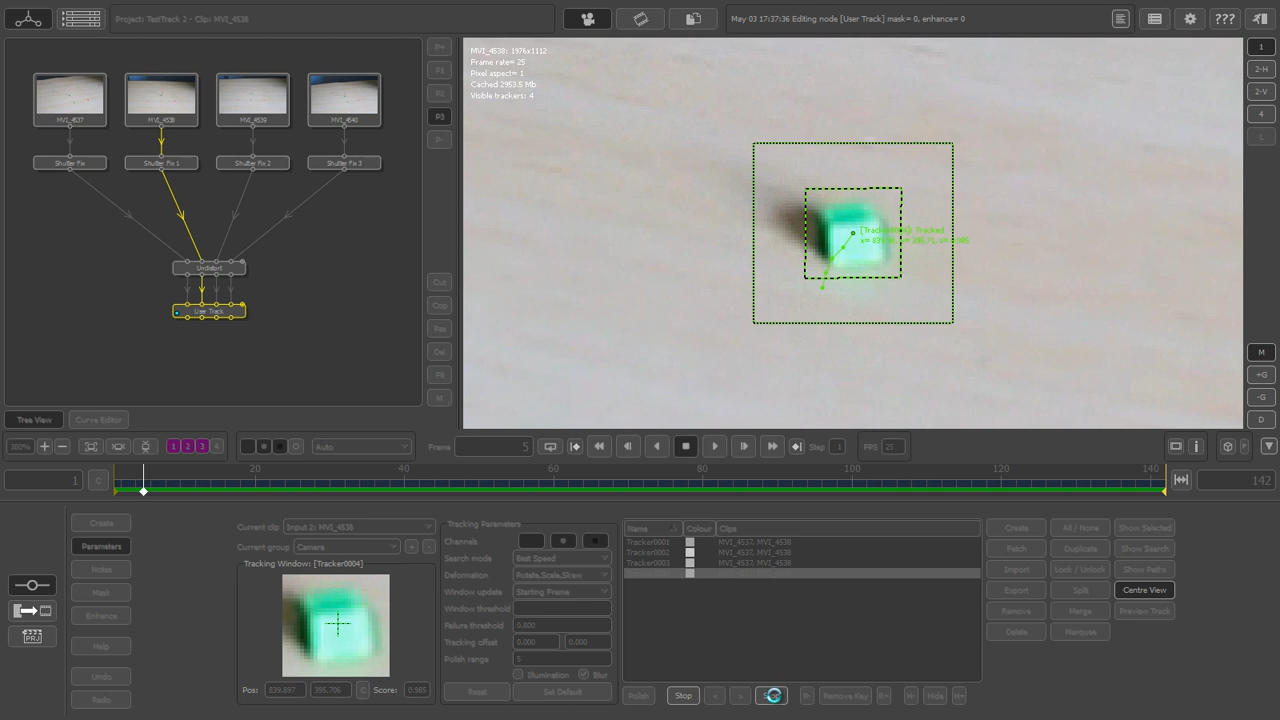 Project: TestTrack 2 - Clip: MVI_4538
May 03 17:37:36 Editing node [User Track] mask= 0, enhance= 0
???
MVI_4537
MVI_4538
MVI_4539
MVI_4540
Shutter Fix
Shutter Fix 1
Shutter Fix 2
Shutter Fix 3
Undistort
User Track
P+
P1
P2
P3
P-
Cut
Cop
Pas
Del
FB
M
MVI_4538: 1976x1112
Frame rate= 25
Pixel aspect= 1
Cached 2953.5 Mb
Visible trackers: 4
1
2-H
2-V
4
L
M
+G
-G
D
Tree View
Curve Editor
300%
1 2 3 4
Auto
Frame 5
Step 1
FPS 25
P
1
C
20 40 60 80 100 120 140
142
Create
Parameters
Notes
Mask
Enhance
Help
Undo
Redo
PRJ
Current clip Input 2: MVI_4538
Current group Camera + -
Tracking Window: [Tracker0004]
Pos: 839.897 395.706 C Score: 0.985
Tracking Parameters
Channels
Search mode Best Speed
Deformation Rotate,Scale,Skew
Window update Starting Frame
Window threshold
Failure threshold 0.800
Tracking offset 0.000 0.000
Polish range 5
Illumination Blur
Reset Set Default
Name Colour Clips
Tracker0001 MVI_4537, MVI_4538
Tracker0002 MVI_4537, MVI_4538
Tracker0003 MVI_4537, MVI_4538
Polish Stop < > Remove Key Hide
Create All / None Show Selected
Fetch Duplicate Show Search
Import Lock / Unlock Show Paths
Export Split Centre View
Remove Merge Preview Track
Delete Marquee